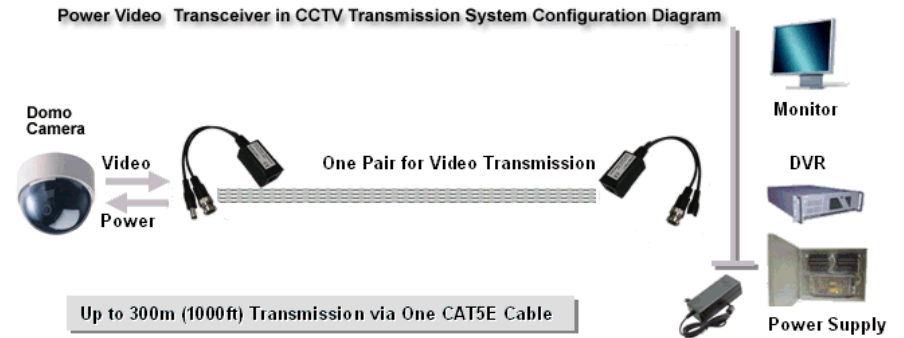 Power Video Transceiver in CCTV Transmission System Configuration Diagram
Monitor
Domo
Camera
Video
One Pair for Video Transmission
DVR
Power
Up to 300m (1000ft) Transmission via One CAT5E Cable
Power Supply